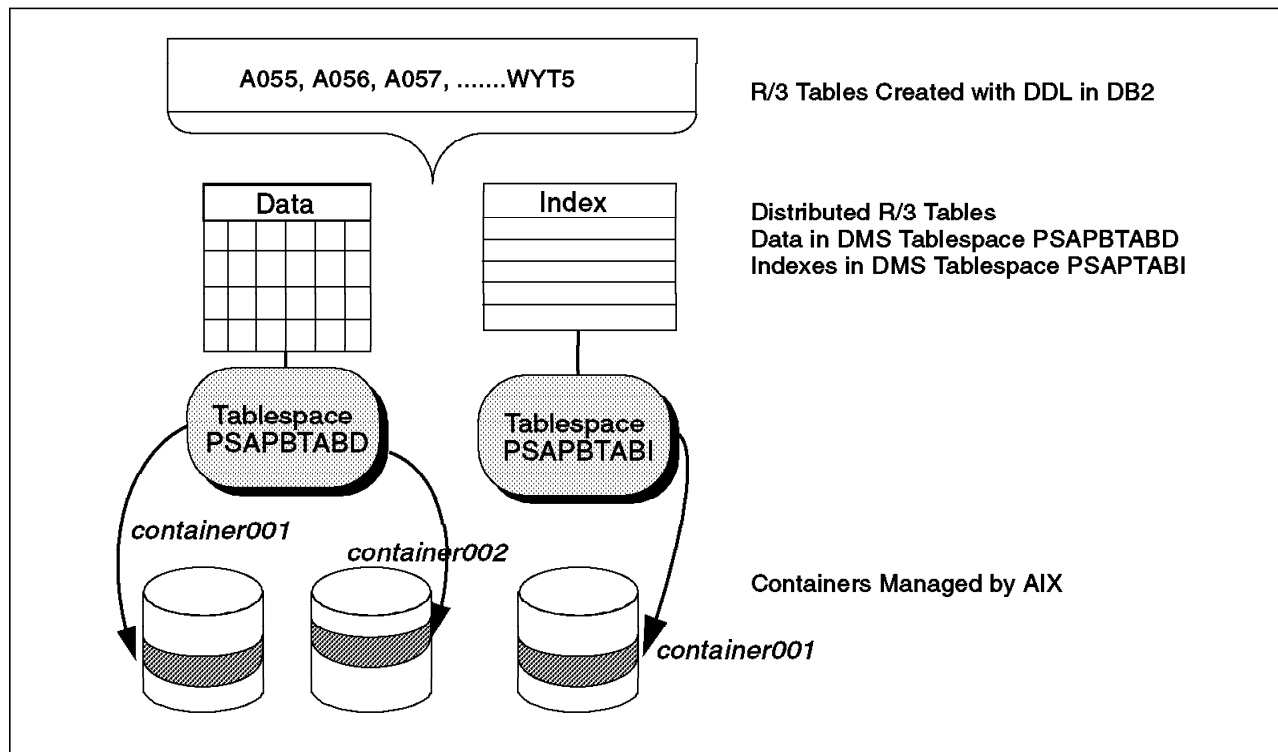 A055, A056, A057, .......WYT5
R/3 Tables Created with DDL in DB2
Data
Index
Distributed R/3 Tables
Data in DMS Tablespace PSAPBTABD
Indexes in DMS Tablespace PSAPTABI
Tablespace
PSAPBTABD
Tablespace
PSAPBTABI
container001
container002
Containers Managed by AIX
container001